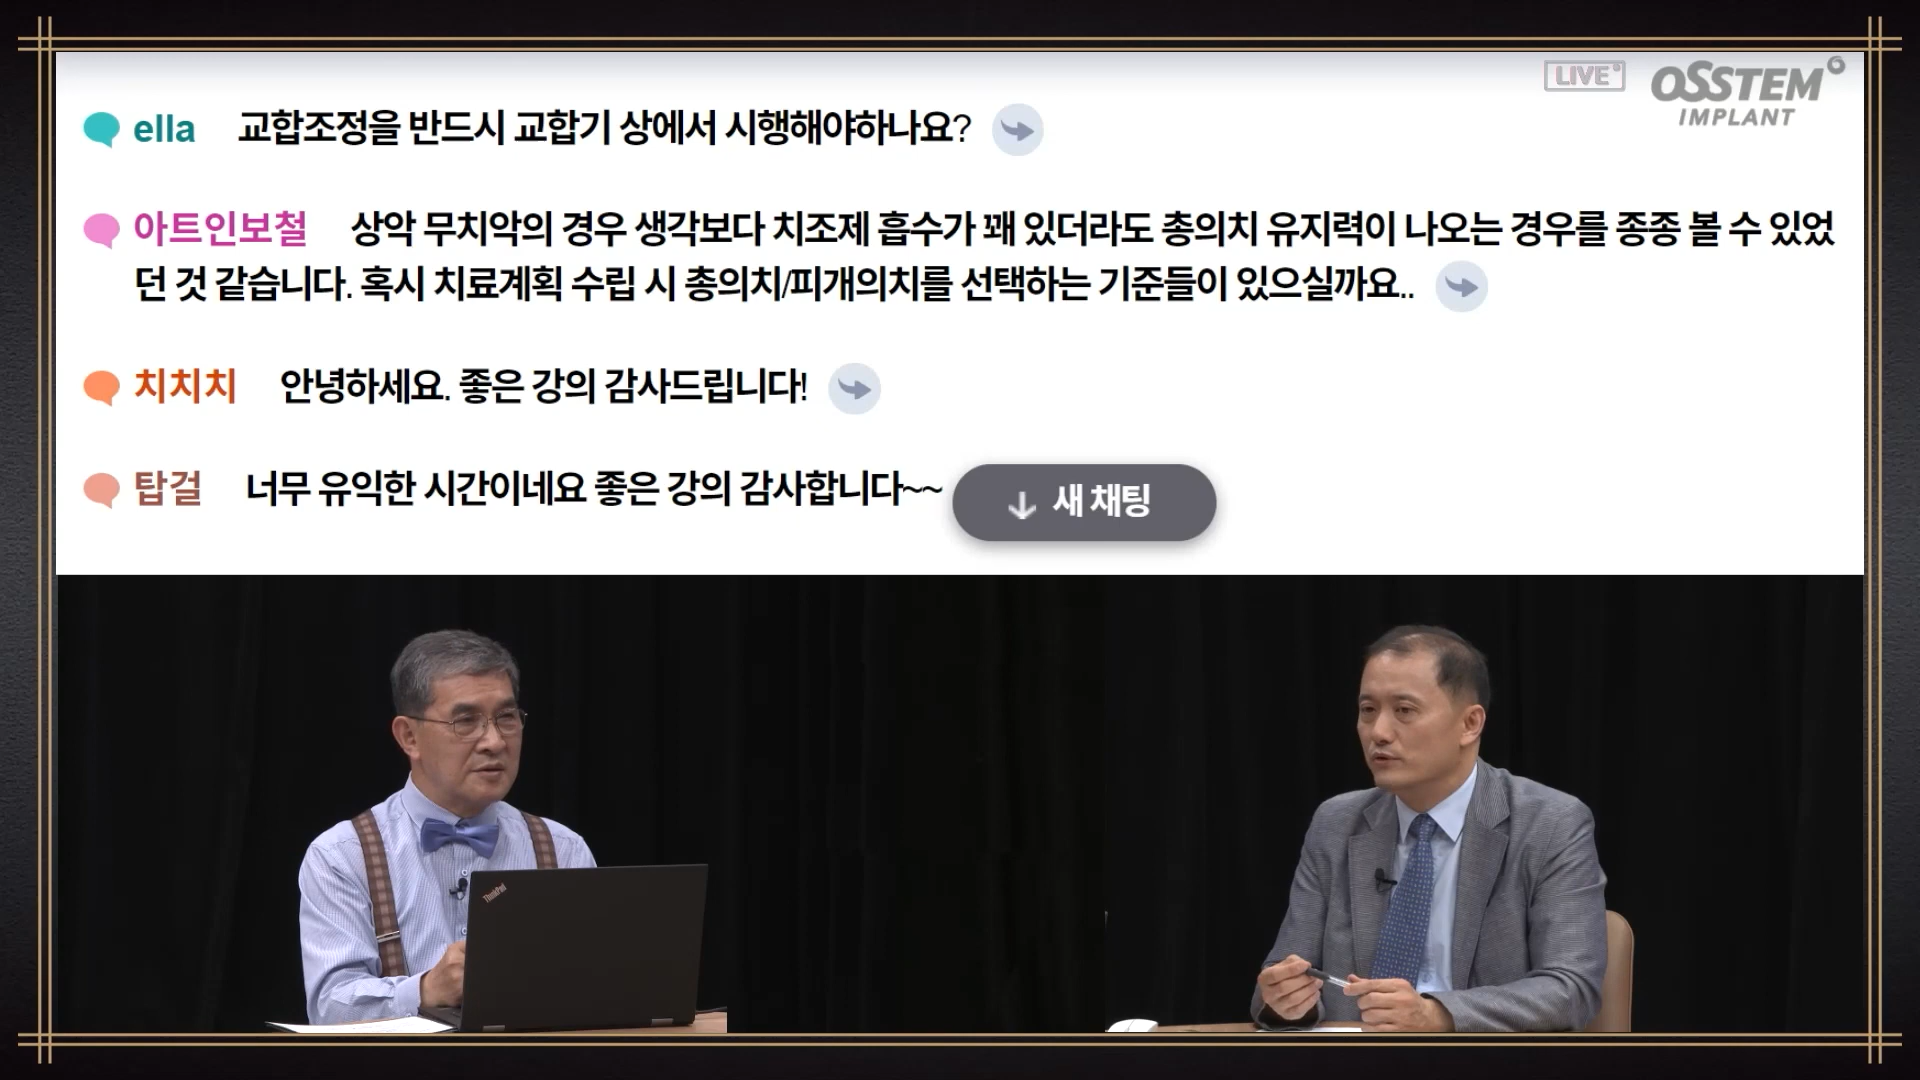 LIVE
OSSTEM
IMPLANT
ella 교합조정을 반드시 교합기 상에서 시행해야하나요?
아트인보철 상악 무치악의 경우 생각보다 치조제 흡수가 꽤 있더라도 총의치 유지력이 나오는 경우를 종종 볼 수 있었
던 것 같습니다. 혹시 치료계획 수립 시 총의치/피개의치를 선택하는 기준들이 있으실까요..
치치치 안녕하세요. 좋은 강의 감사드립니다!
탑걸 너무 유익한 시간이네요 좋은 강의 감사합니다~~
새 채팅
ThinkPad